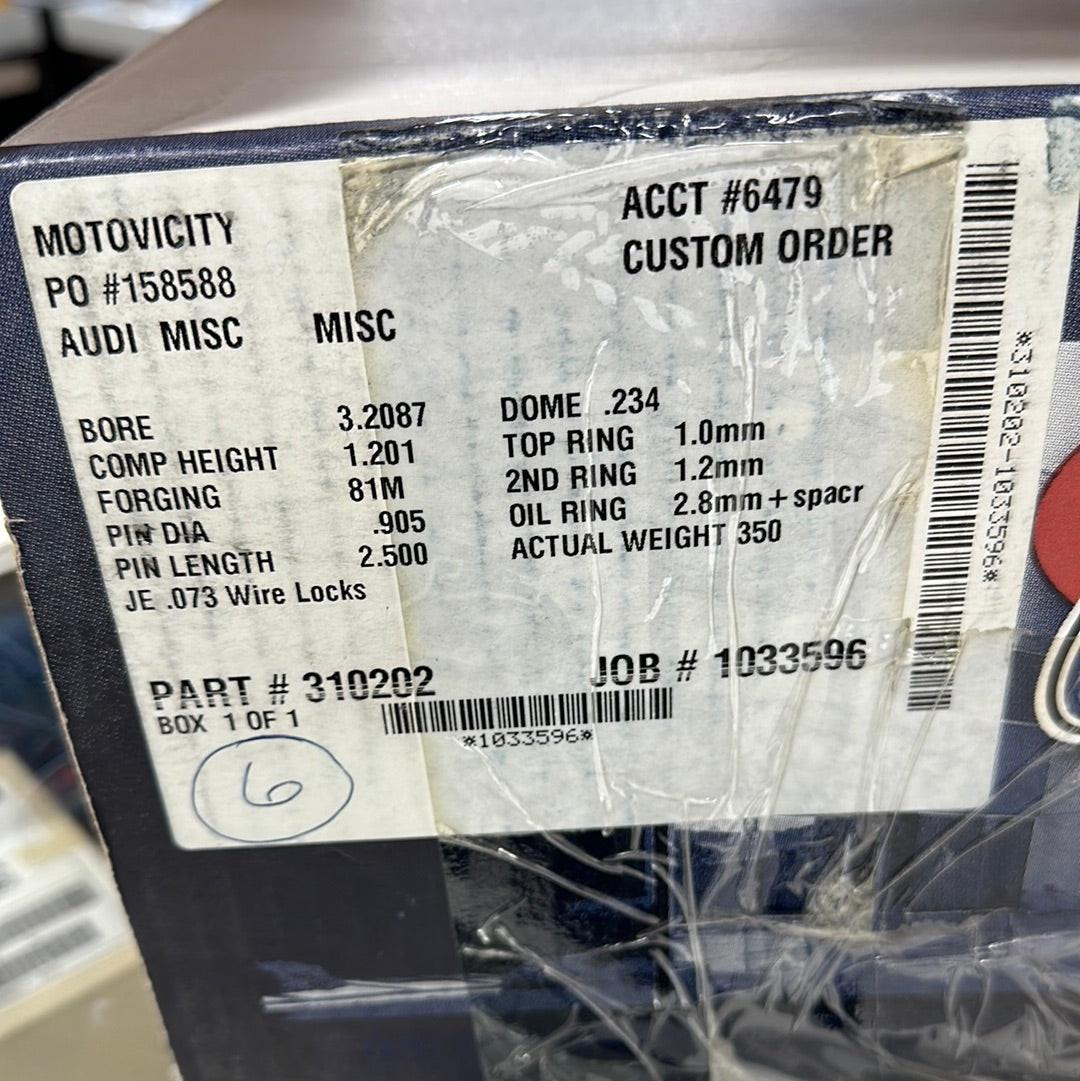 MOTOVICITY
PO #158588
AUDI MISC MISC
ACCT #6479
CUSTOM ORDER
BORE 3.2087
COMP HEIGHT 1.201
FORGING 81M
PIN DIA .905
PIN LENGTH 2.500
JE .073 Wire Locks
DOME .234
TOP RING 1.0mm
2ND RING 1.2mm
OIL RING 2.8mm+spacr
ACTUAL WEIGHT 350
PART # 310202
JOB # 1033596
BOX 1 OF 1
*1033596*
6
*310202-1033596*